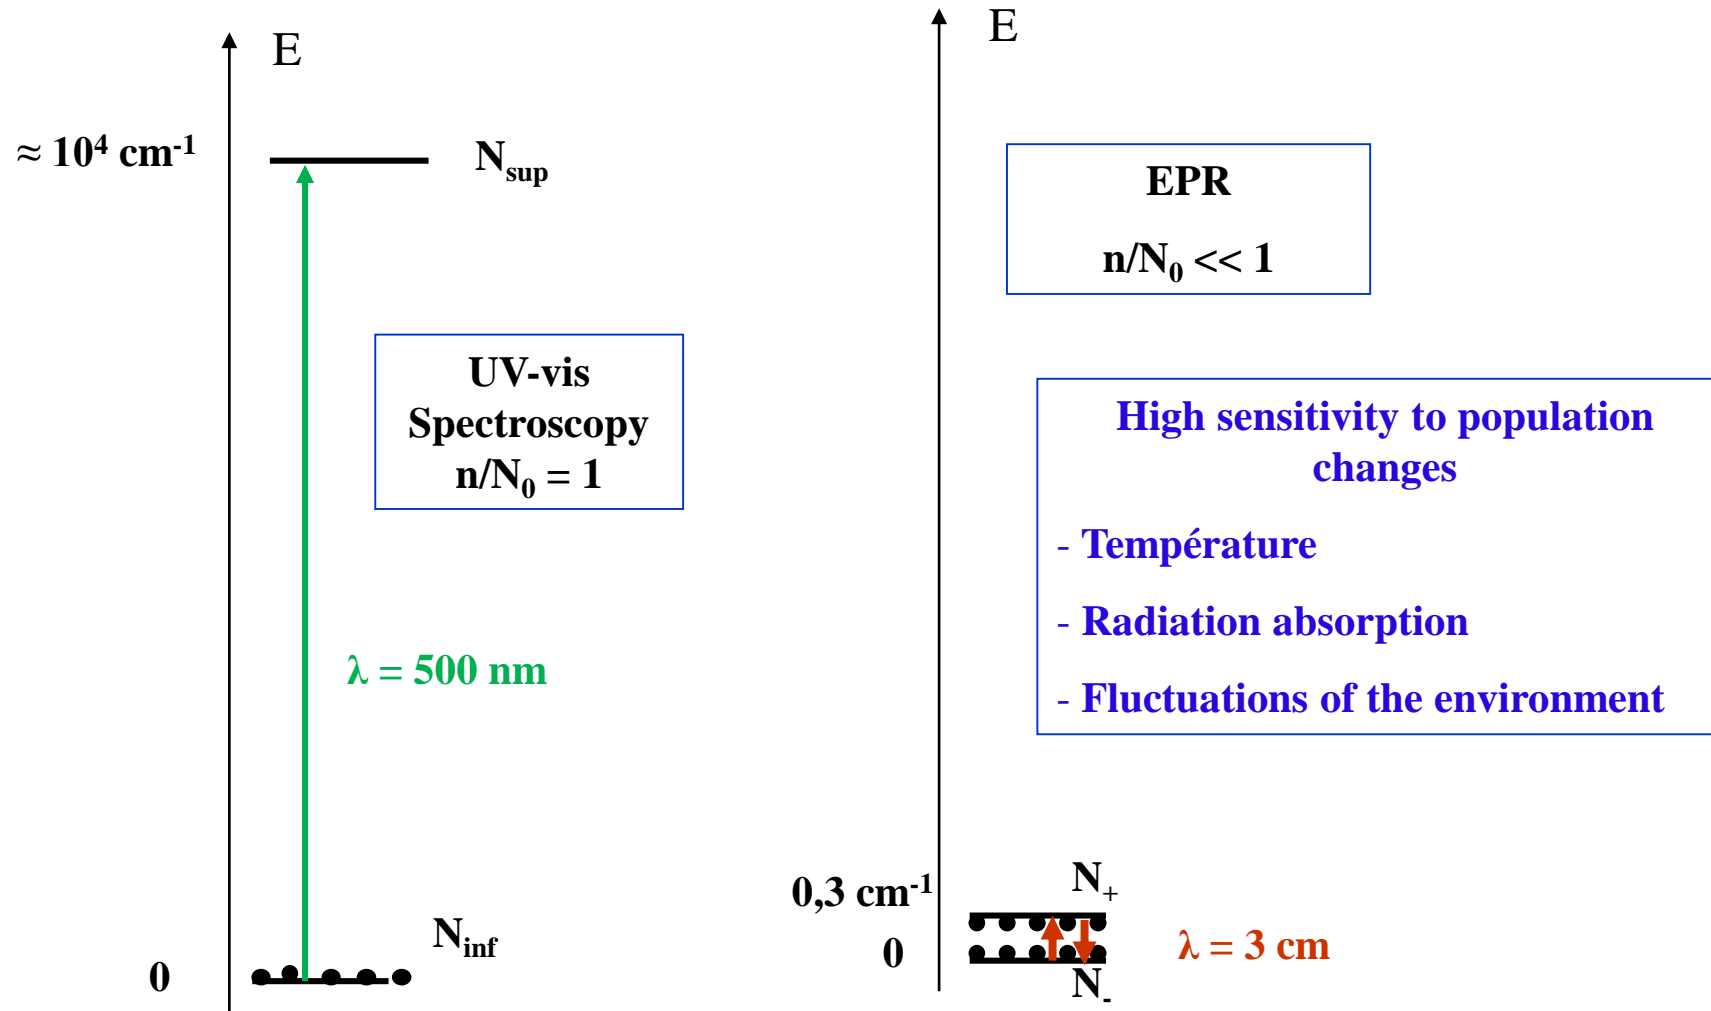 E
≈ 10⁴ cm⁻¹
N_sup
UV-vis
Spectroscopy
n/N₀ = 1
λ = 500 nm
N_inf
0
E
EPR
n/N₀ << 1
High sensitivity to population
changes
- Température
- Radiation absorption
- Fluctuations of the environment
N₊
0,3 cm⁻¹
0
λ = 3 cm
N₋